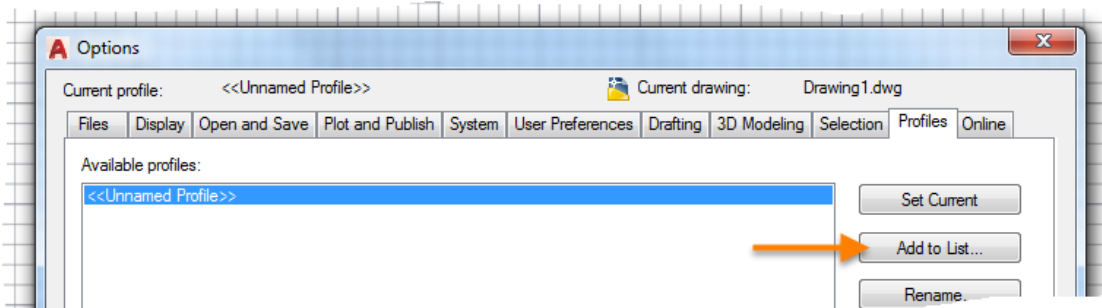 A Options X
Current profile: <<Unnamed Profile>> Current drawing: Drawing1.dwg
Files Display Open and Save Plot and Publish System User Preferences Drafting 3D Modeling Selection Profiles Online
Available profiles:
<<Unnamed Profile>>
Set Current
Add to List...
Rename.